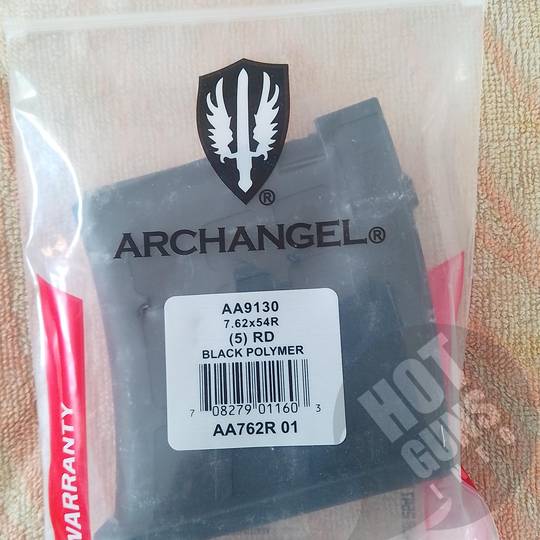 ®
ARCHANGEL®
AA9130
7.62x54R
(5) RD
BLACK POLYMER
7 08279 01160 3
AA762R 01
WARRANTY
HOT
GUNS